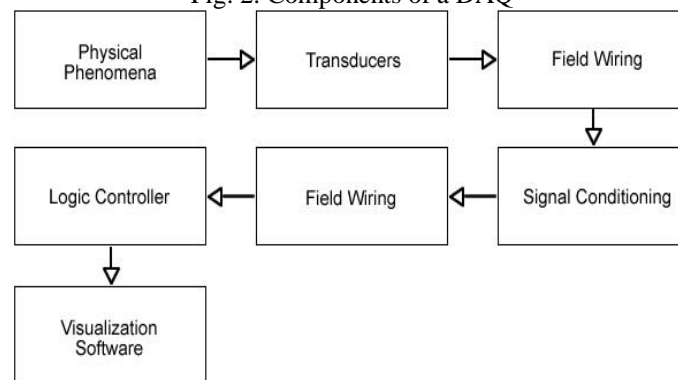 Fig. 2. Components of a DAQ
Physical
Phenomena
Transducers
Field Wiring
Logic Controller
Field Wiring
Signal Conditioning
Visualization
Software